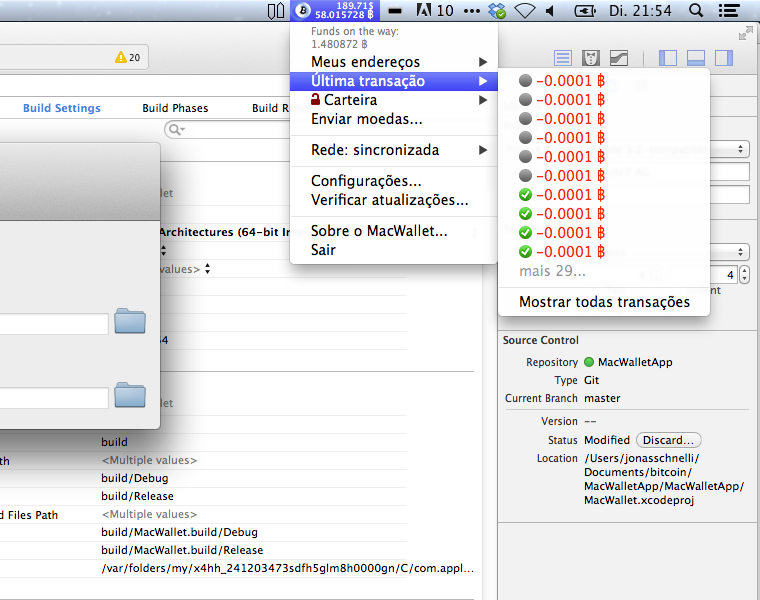 189.71$
58.015728 ฿
10
Di. 21:54
Funds on the way:
1.480872 ฿
Meus endereços
Última transação
Carteira
Enviar moedas...
Rede: sincronizada
Configurações...
Verificar atualizações...
Sobre o MacWallet...
Sair
-0.0001 ฿
-0.0001 ฿
-0.0001 ฿
-0.0001 ฿
-0.0001 ฿
-0.0001 ฿
-0.0001 ฿
-0.0001 ฿
-0.0001 ฿
-0.0001 ฿
mais 29...
Mostrar todas transações
20
Build Settings
Build Phases
Build R
Architectures (64-bit In
values>
4
build
<Multiple values>
build/Debug
build/Release
d Files Path
<Multiple values>
build/MacWallet.build/Debug
build/MacWallet.build/Release
/var/folders/my/x4hh_241203473sdfh5glm8h0000gn/C/com.appl...
4
Source Control
Repository MacWalletApp
Type Git
Current Branch master
Version --
Status Modified Discard...
Location /Users/jonasschnelli/
Documents/bitcoin/
MacWalletApp/MacWalletApp/
MacWallet.xcodeproj